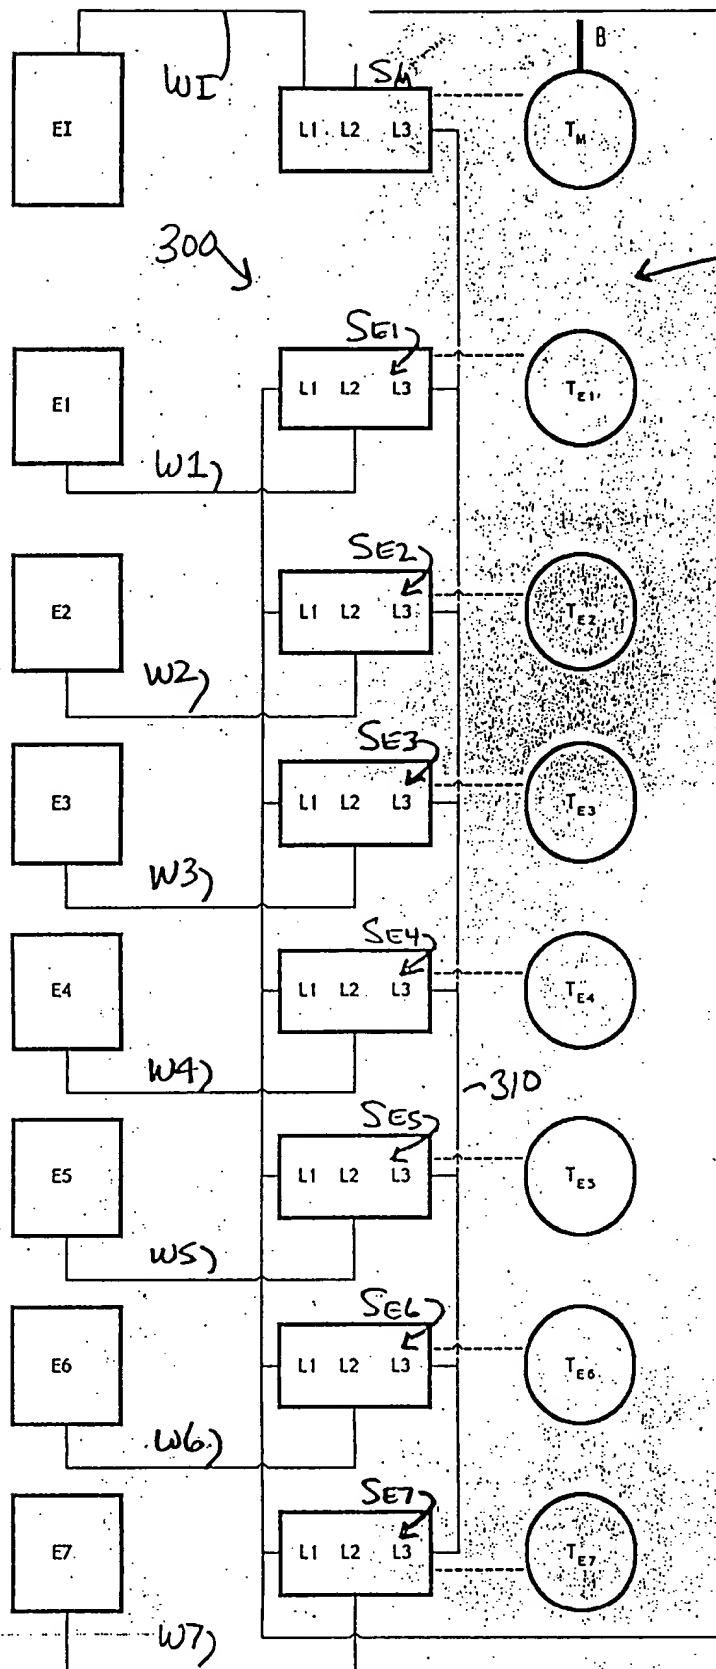 B
WI
SM
EI
L1 L2 L3
TM
300
SE1
E1
L1 L2 L3
TE1
W1
SE2
E2
L1 L2 L3
TE2
W2
SE3
E3
L1 L2 L3
TE3
W3
SE4
E4
L1 L2 L3
TE4
W4
310
SE5
E5
L1 L2 L3
TE5
W5
SE6
E6
L1 L2 L3
TE6
W6
SE7
E7
L1 L2 L3
TE7
W7